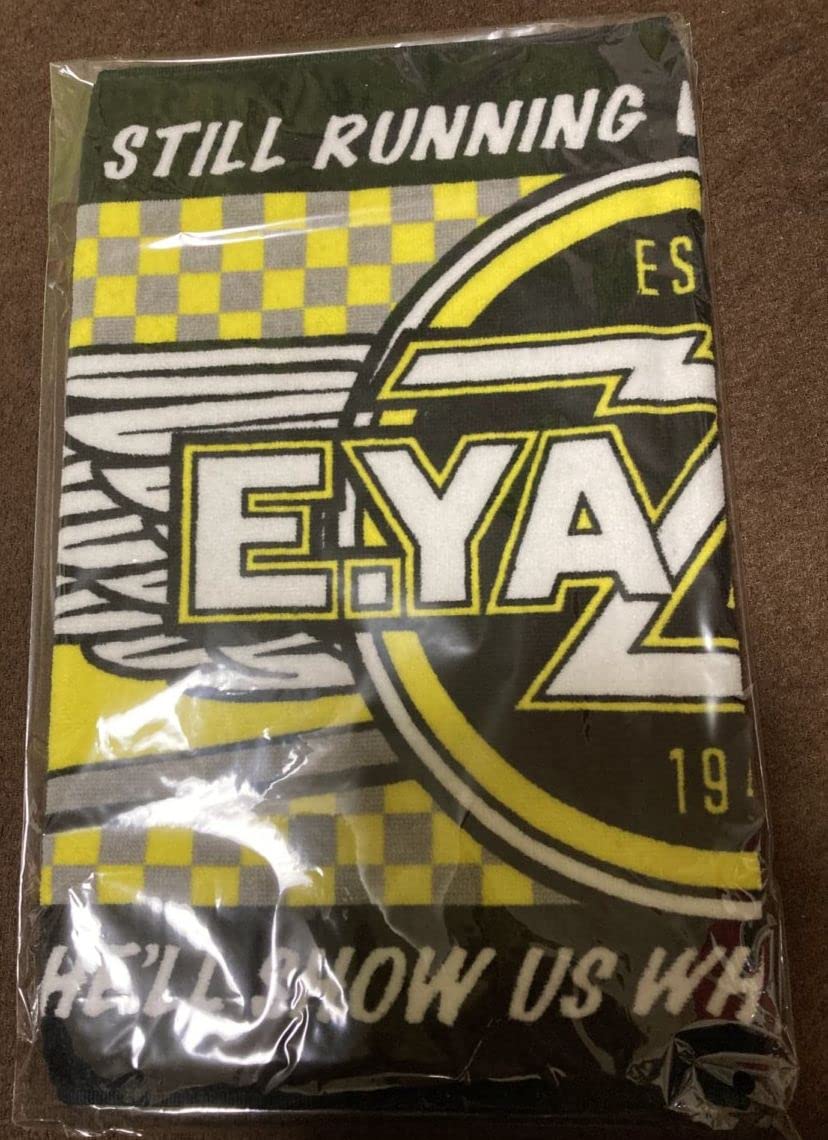 STILL RUNNING
ES
E.YA
19
HE'LL SHOW US WH